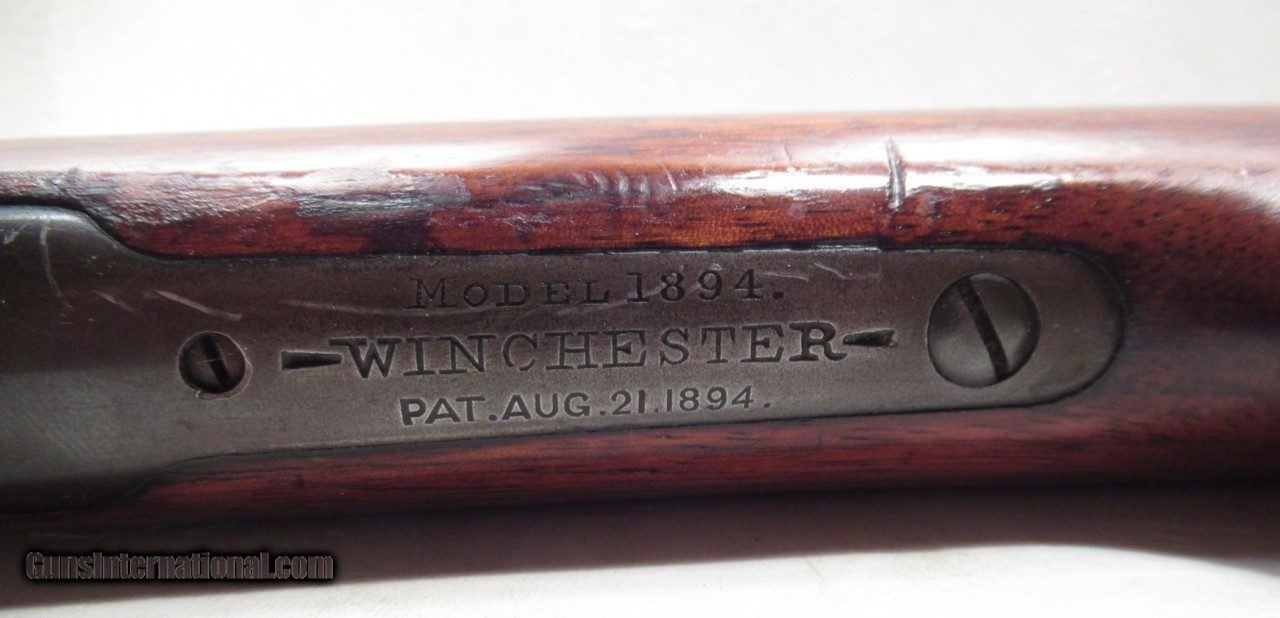 MODEL 1894.
-WINCHESTER-
PAT. AUG. 21. 1894.
GunsInternational.com